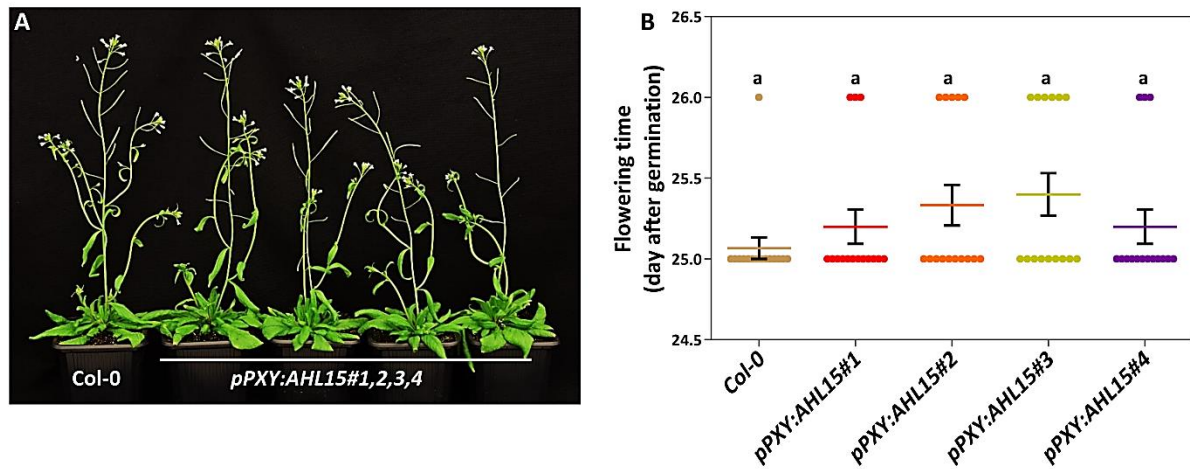 A
Col-0
pPXY:AHL15#1,2,3,4
B
Flowering time
(day after germination)
26.5
26.0
25.5
25.0
24.5
a
a
a
a
a
Col-0
pPXY:AHL15#1
pPXY:AHL15#2
pPXY:AHL15#3
pPXY:AHL15#4